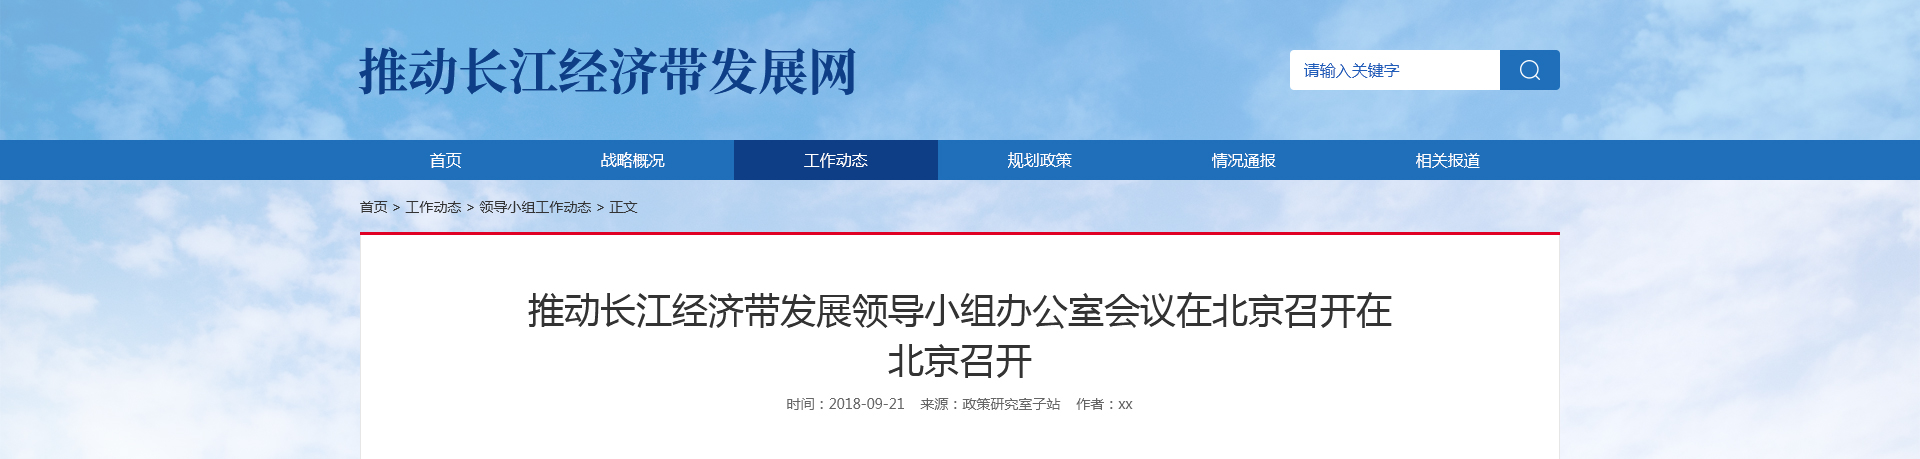 推动长江经济带发展网
请输入关键字
首页 战略概况 工作动态 规划政策 情况通报 相关报道
首页 > 工作动态 > 领导小组工作动态 > 正文
推动长江经济带发展领导小组办公室会议在北京召开在
北京召开
时间：2018-09-21 来源：政策研究室子站 作者：xx